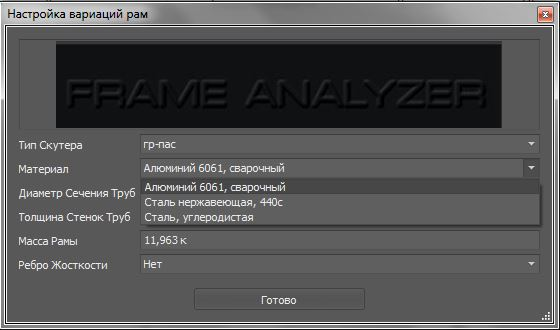 Настройка вариаций рам
FRAME ANALYZER
Тип Скутера гр-пас
Материал Алюминий 6061, сварочный
Алюминий 6061, сварочный
Диаметр Сечения Труб Сталь нержавеющая, 440с
Толщина Стенок Труб Сталь, углеродистая
Масса Рамы 11,963 к
Ребро Жосткости Нет
Готово